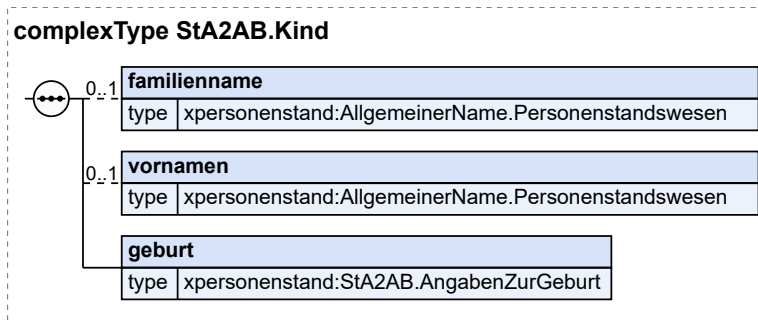 complexType StA2AB.Kind
0..1
familienname
type xpersonenstand:AllgemeinerName.Personenstandswesen
0..1
vornamen
type xpersonenstand:AllgemeinerName.Personenstandswesen
geburt
type xpersonenstand:StA2AB.AngabenZurGeburt